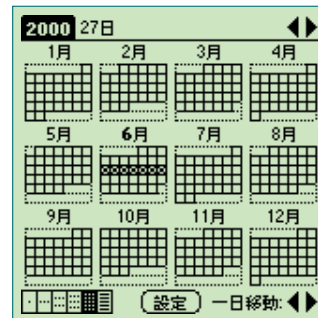 2000 27日
1月 2月 3月 4月
5月 6月 7月 8月
9月 10月 11月 12月
設定 一日移動: